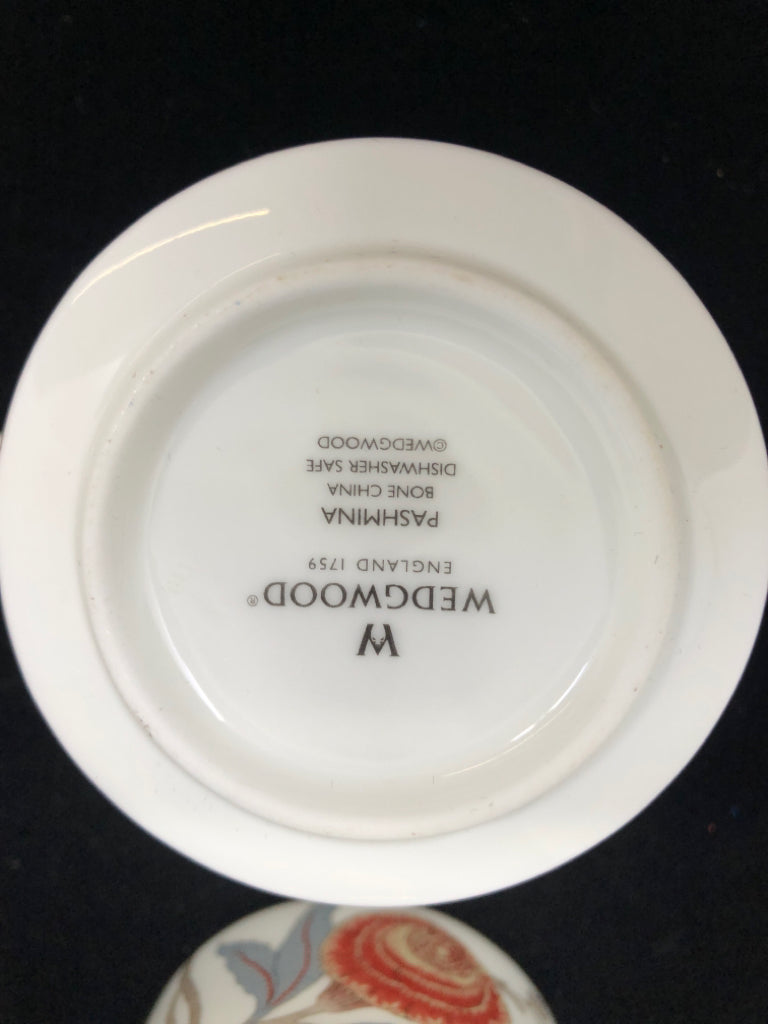 W
WEDGWOOD®
ENGLAND 1759
PASHMINA
BONE CHINA
DISHWASHER SAFE
©WEDGWOOD